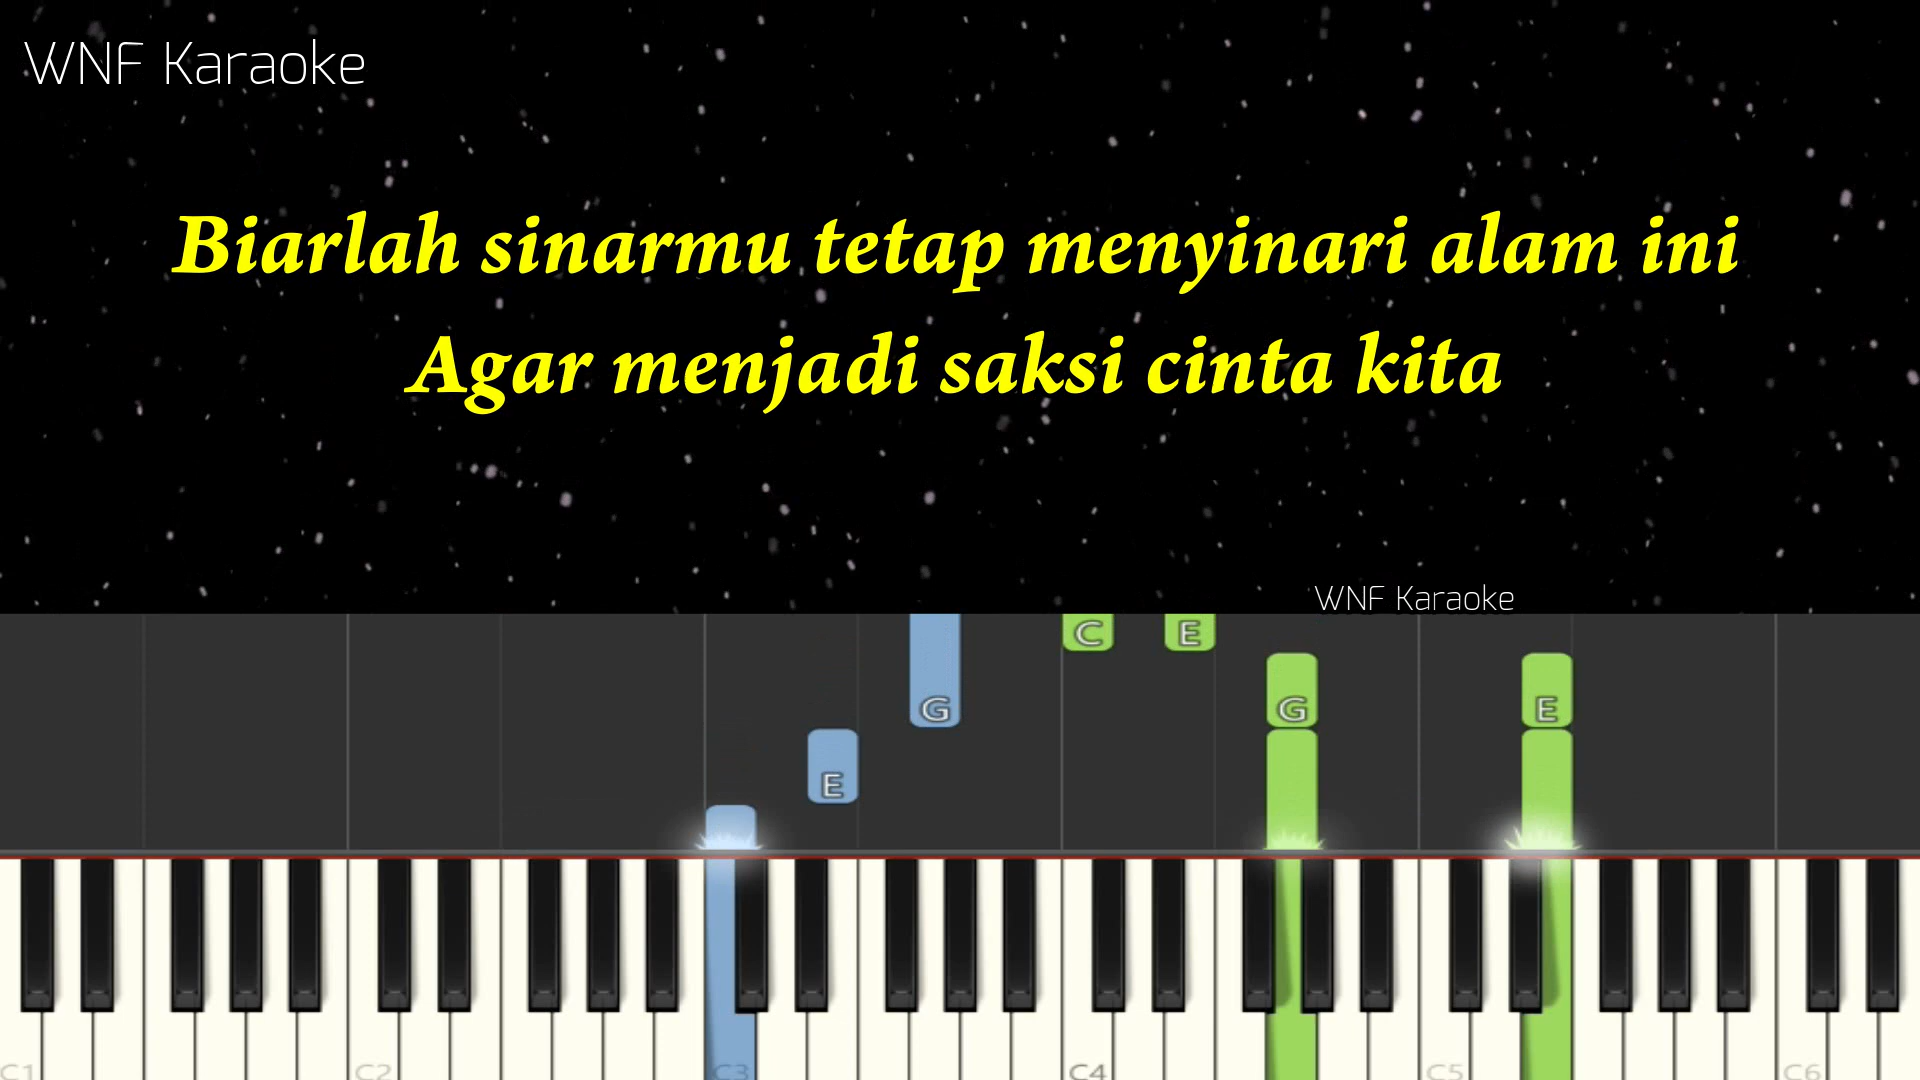 WNF Karaoke
Biarlah sinarmu tetap menyinari alam ini
Agar menjadi saksi cinta kita
WNF Karaoke
C E
G G E
E
C1 C2 C3 C4 C5 C6